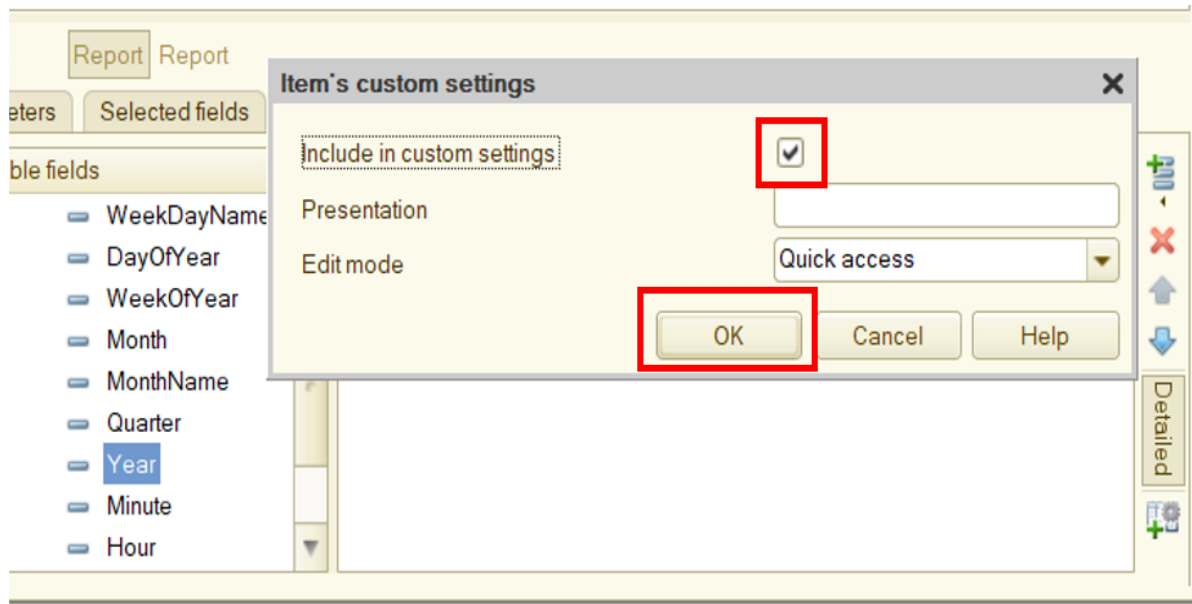 Report Report
Item's custom settings
eters Selected fields
Include in custom settings
ble fields
Presentation
Edit mode Quick access
OK Cancel Help
WeekDayName
DayOfYear
WeekOfYear
Month
MonthName
Quarter
Year
Minute
Hour
Detailed